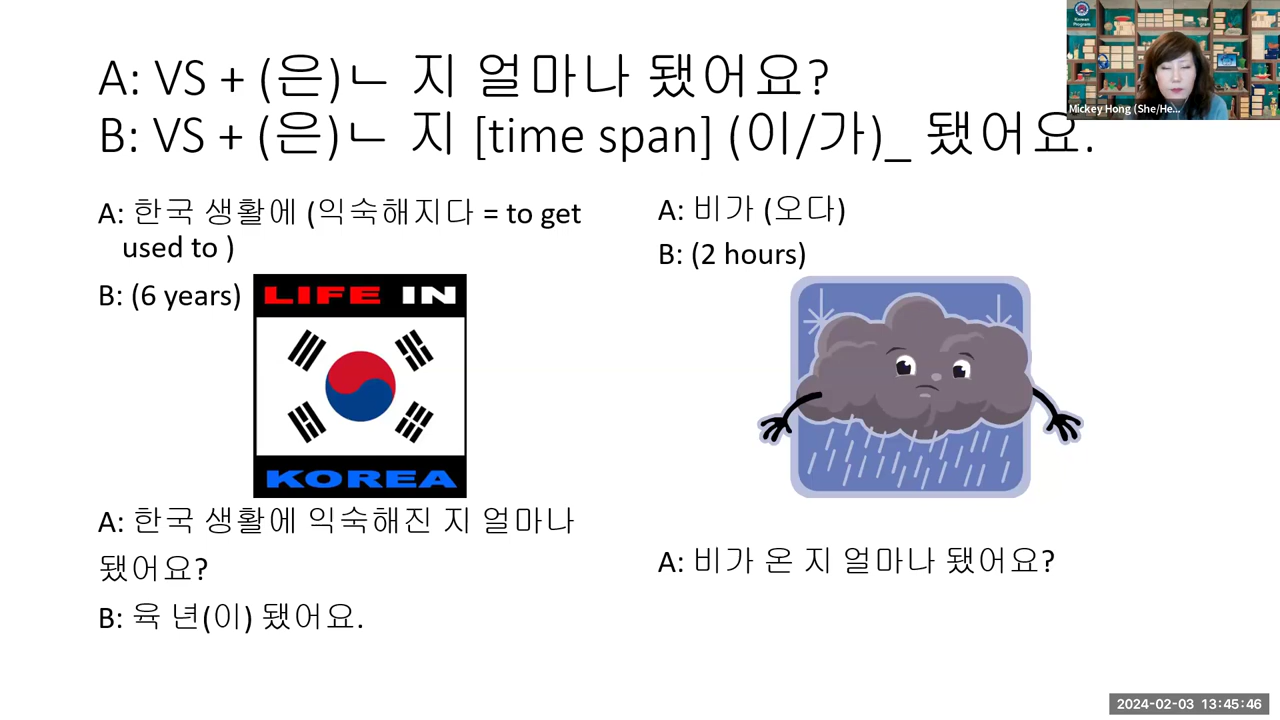 A: VS + (은)ㄴ 지 얼마나 됐어요?
B: VS + (은)ㄴ 지 [time span] (이/가)_ 됐어요.
Korean
Program
Mickey Hong (She/He...
A: 한국 생활에 (익숙해지다 = to get
used to )
B: (6 years)
LIFE IN
KOREA
A: 한국 생활에 익숙해진 지 얼마나
됐어요?
B: 육 년(이) 됐어요.
A: 비가 (오다)
B: (2 hours)
A: 비가 온 지 얼마나 됐어요?
2024-02-03 13:45:46